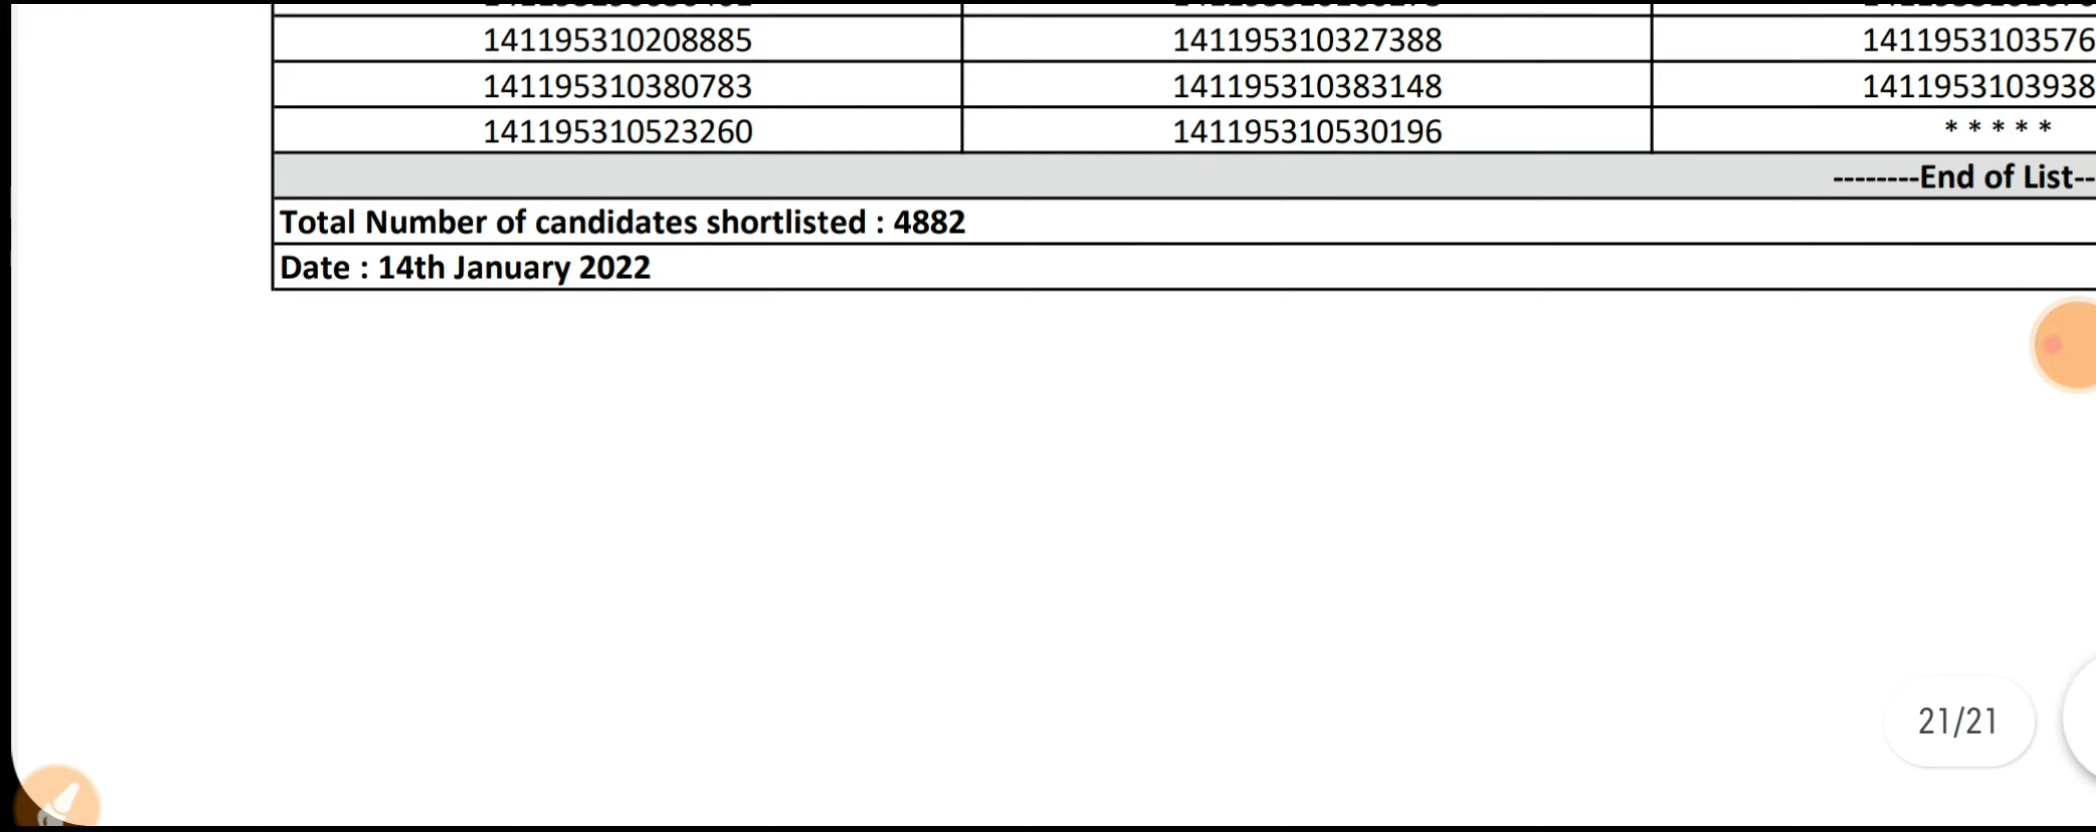 141195310208885 141195310327388 1411953103576
141195310380783 141195310383148 1411953103938
141195310523260 141195310530196 * * * * *
--------End of List--
Total Number of candidates shortlisted : 4882
Date : 14th January 2022
21/21